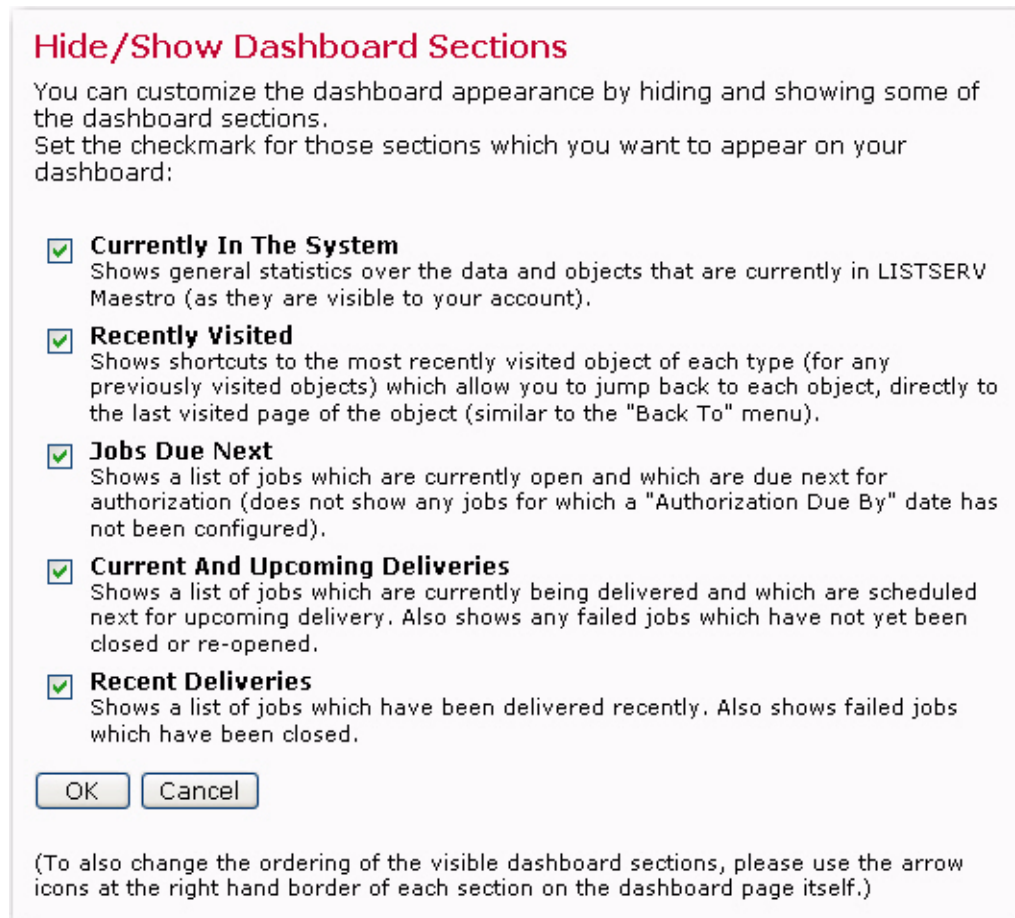 Hide/Show Dashboard Sections
You can customize the dashboard appearance by hiding and showing some of
the dashboard sections.
Set the checkmark for those sections which you want to appear on your
dashboard:
Currently In The System
Shows general statistics over the data and objects that are currently in LISTSERV
Maestro (as they are visible to your account).
Recently Visited
Shows shortcuts to the most recently visited object of each type (for any
previously visited objects) which allow you to jump back to each object, directly to
the last visited page of the object (similar to the "Back To" menu).
Jobs Due Next
Shows a list of jobs which are currently open and which are due next for
authorization (does not show any jobs for which a "Authorization Due By" date has
not been configured).
Current And Upcoming Deliveries
Shows a list of jobs which are currently being delivered and which are scheduled
next for upcoming delivery. Also shows any failed jobs which have not yet been
closed or re-opened.
Recent Deliveries
Shows a list of jobs which have been delivered recently. Also shows failed jobs
which have been closed.
OK Cancel
(To also change the ordering of the visible dashboard sections, please use the arrow
icons at the right hand border of each section on the dashboard page itself.)